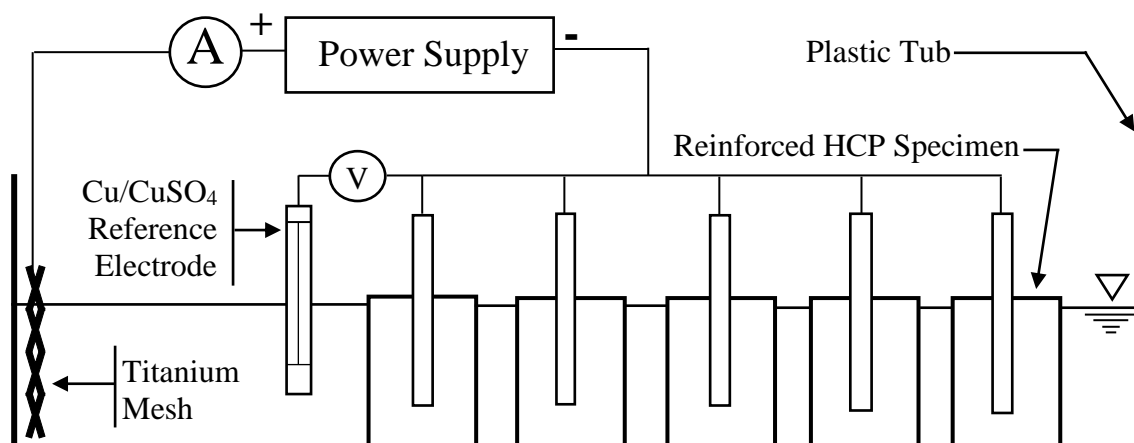 A
+
Power Supply
-
Plastic Tub
Reinforced HCP Specimen
V
Cu/CuSO₄
Reference
Electrode
Titanium
Mesh